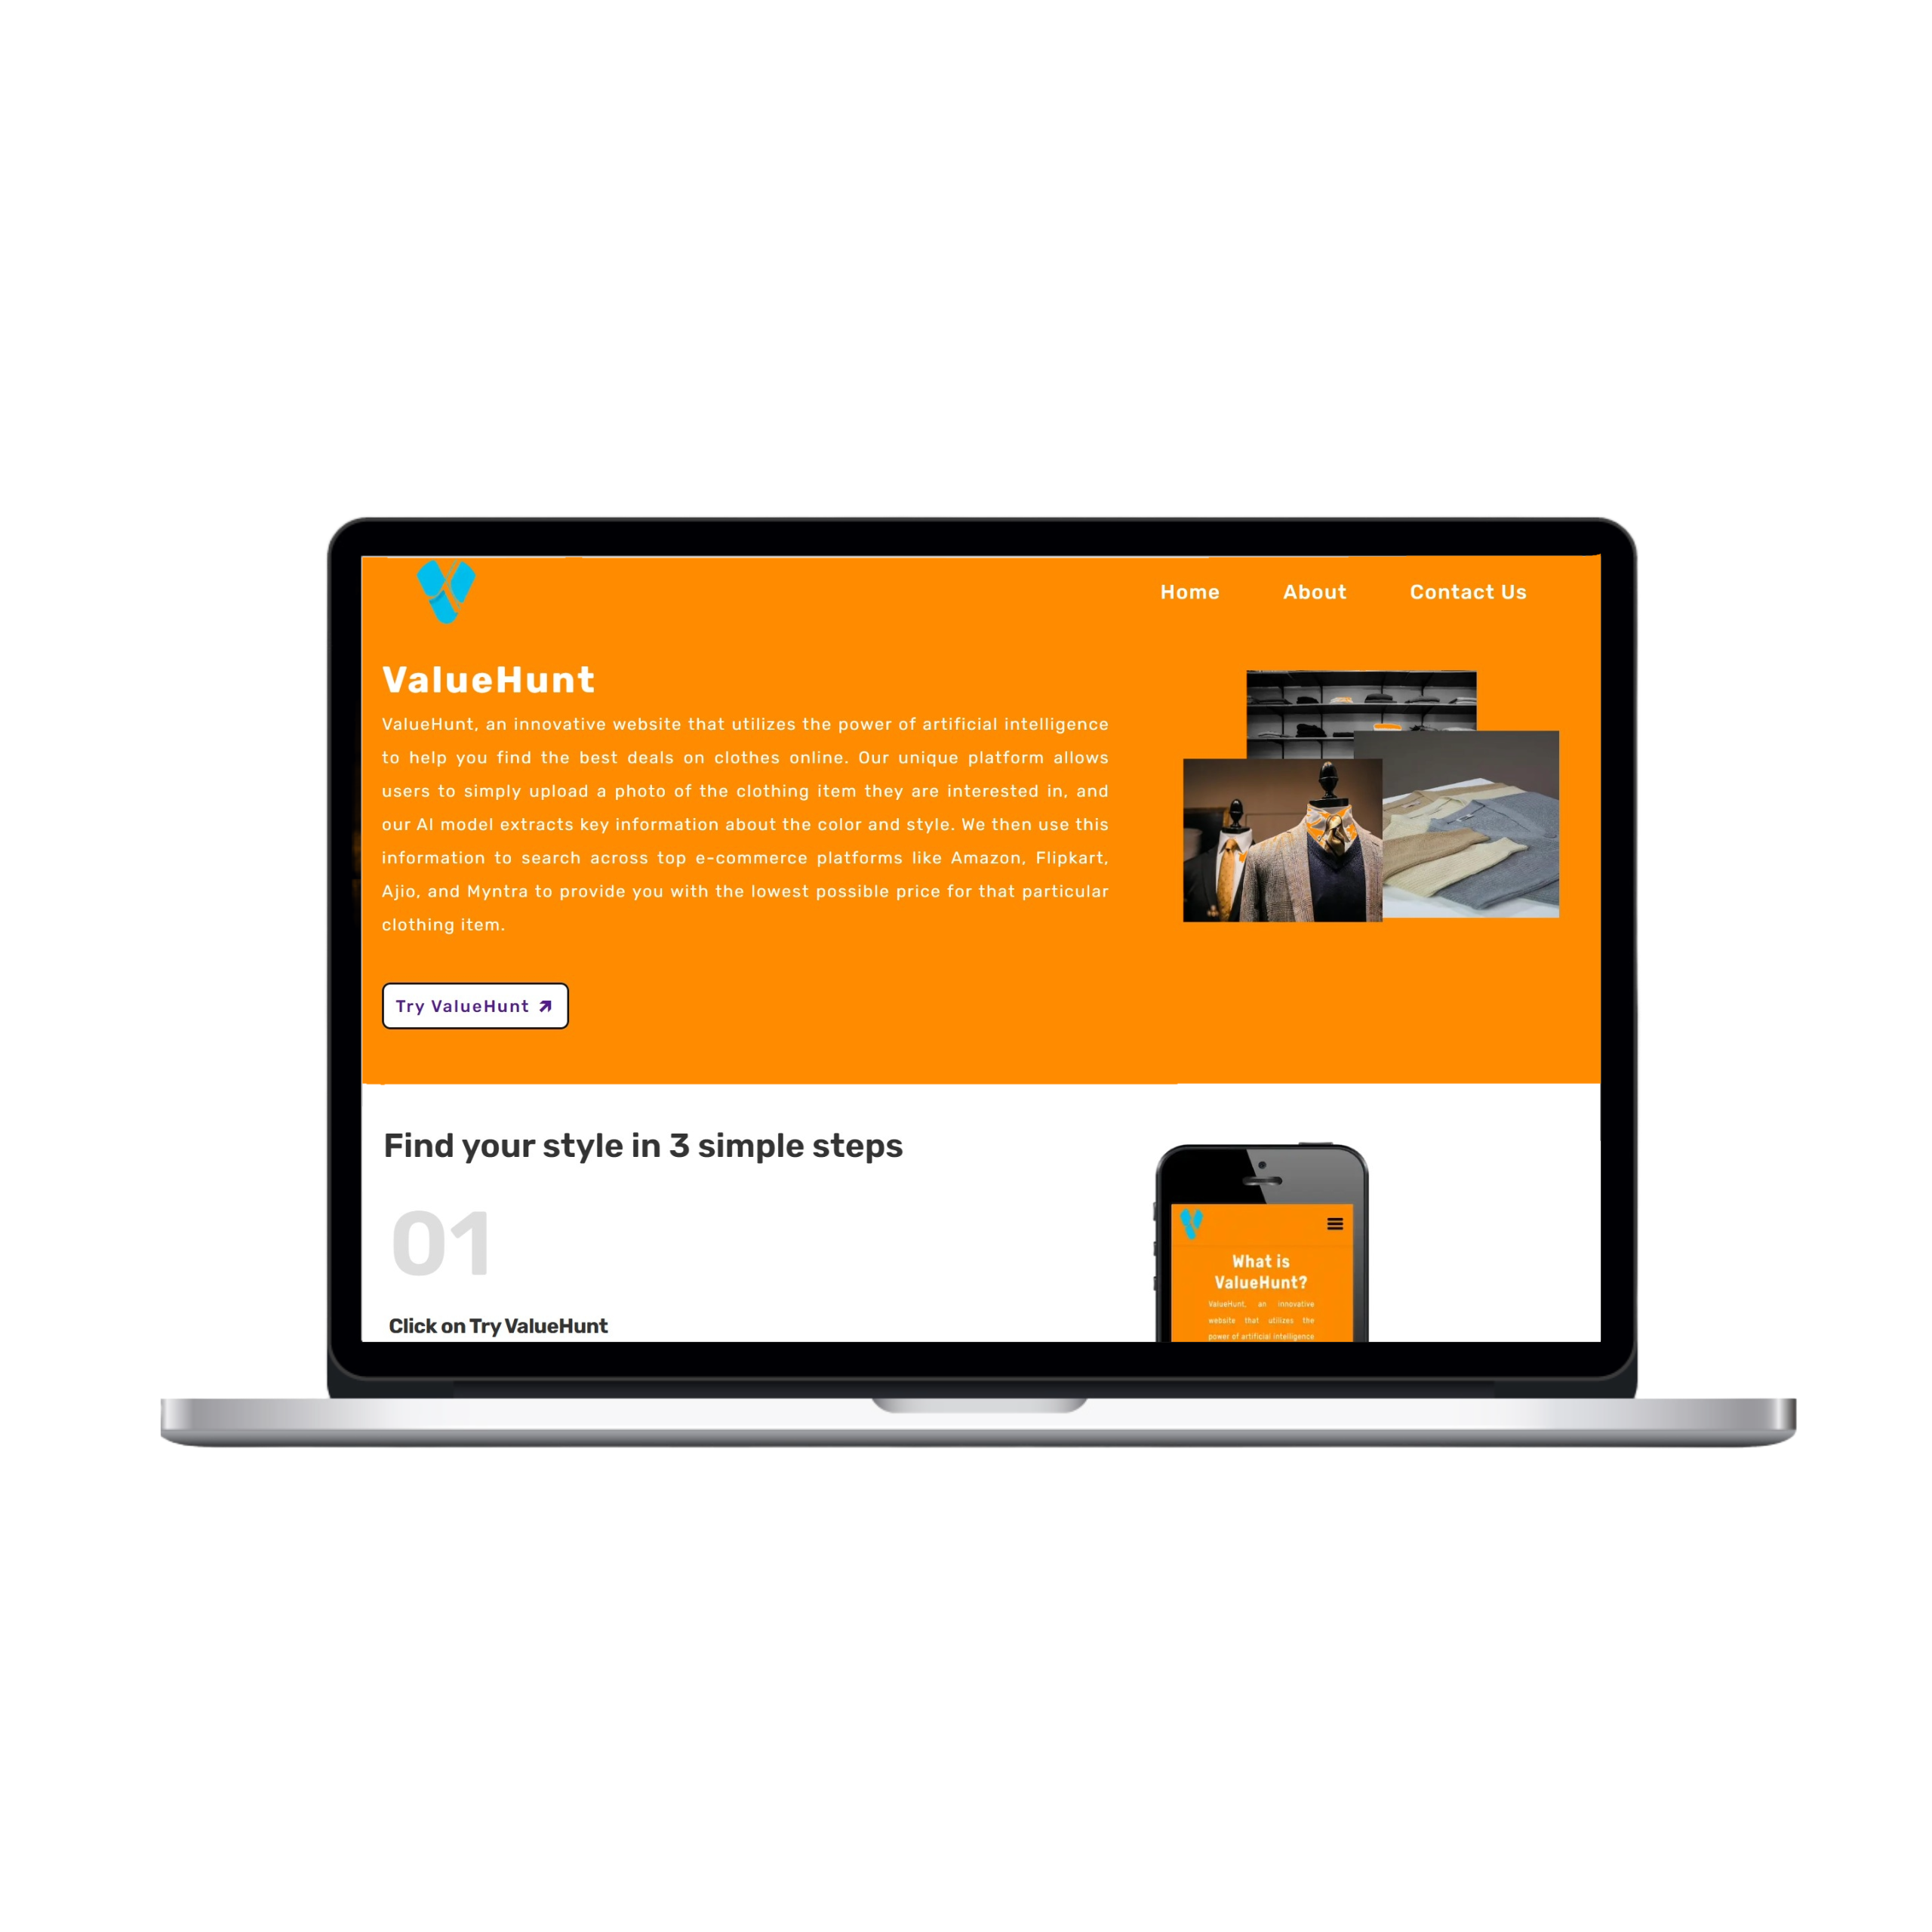 Home About Contact Us
ValueHunt
ValueHunt, an innovative website that utilizes the power of artificial intelligence
to help you find the best deals on clothes online. Our unique platform allows
users to simply upload a photo of the clothing item they are interested in, and
our AI model extracts key information about the color and style. We then use this
information to search across top e-commerce platforms like Amazon, Flipkart,
Ajio, and Myntra to provide you with the lowest possible price for that particular
clothing item.
Try ValueHunt
Find your style in 3 simple steps
01
Click on Try ValueHunt
What is
ValueHunt?
ValueHunt, an innovative
website that utilizes the
power of artificial intelligence